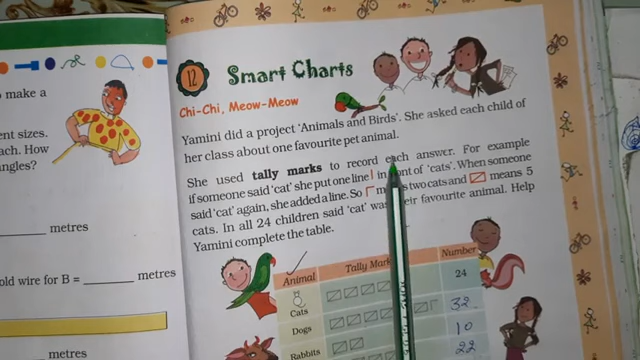 o make a
ent sizes.
ach. How
angles?
metres
old wire for B = ________ metres
metres
12
Smart Charts
Chi-Chi, Meow-Meow
Yamini did a project 'Animals and Birds'. She asked each child of
her class about one favourite pet animal.
She used tally marks to record each answer. For example
if someone said 'cat' she put one line in of 'cats'. When someone
said 'cat' again, she added a line. So two cats and means 5
cats. In all 24 children said 'cat' was favourite animal. Help
Yamini complete the table.
Animal Tally Number
Cats 24
Dogs 32
Rabbits 10
22